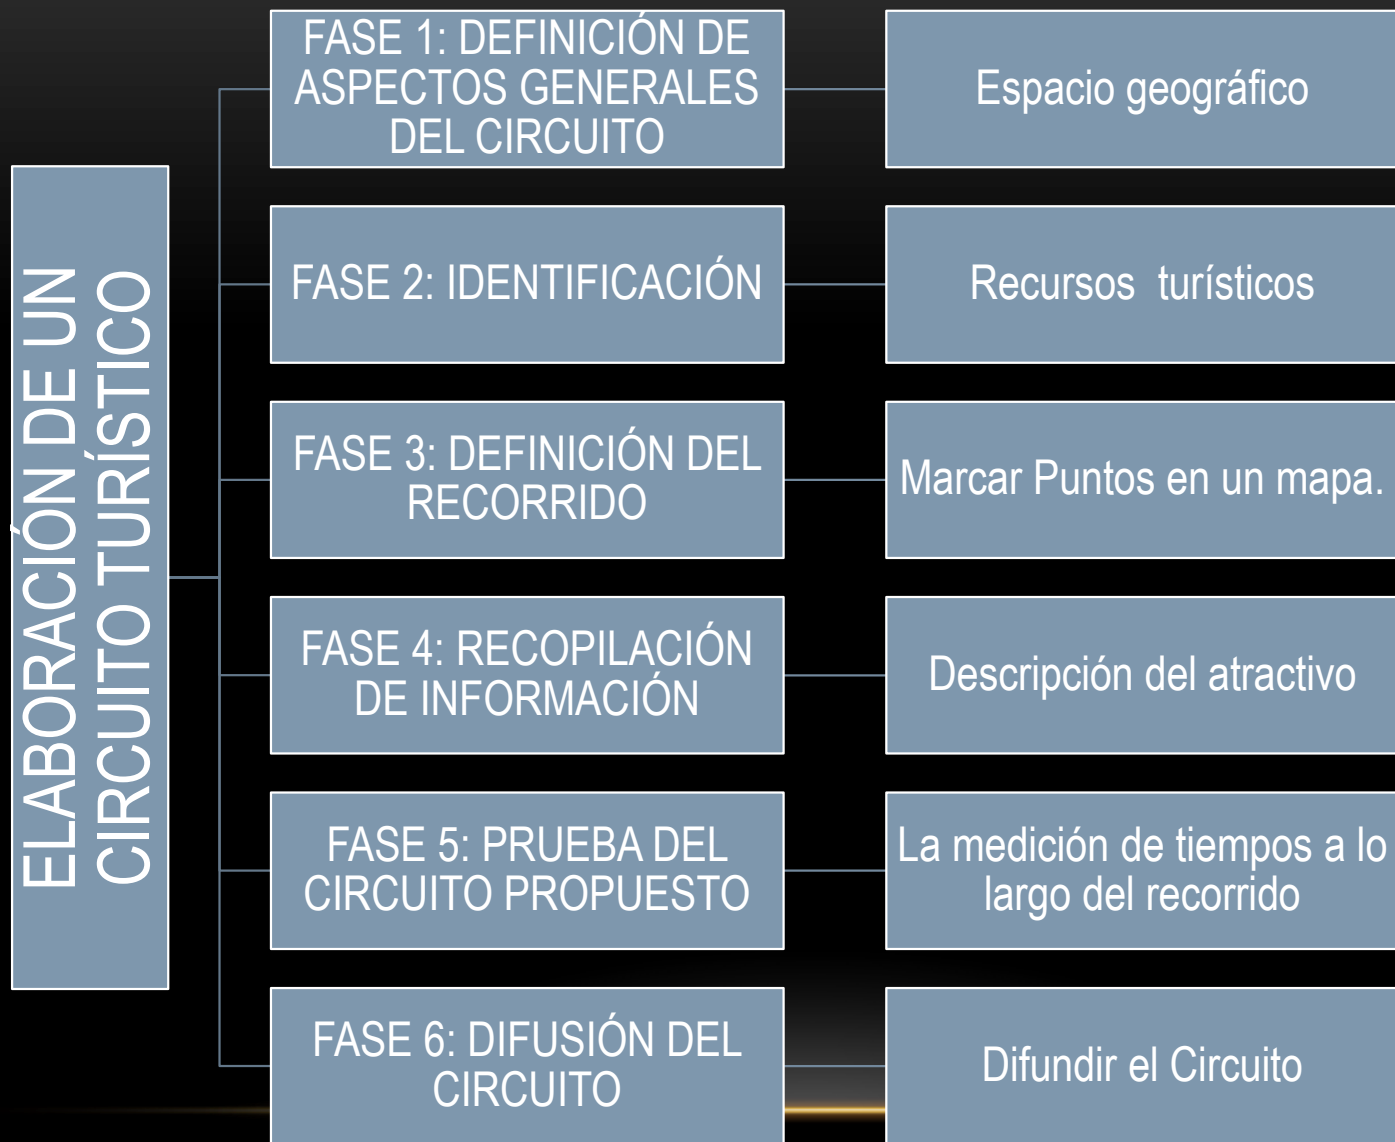 ELABORACIÓN DE UN
CIRCUITO TURÍSTICO
FASE 1: DEFINICIÓN DE
ASPECTOS GENERALES
DEL CIRCUITO
Espacio geográfico
FASE 2: IDENTIFICACIÓN
Recursos  turísticos
FASE 3: DEFINICIÓN DEL
RECORRIDO
Marcar Puntos en un mapa.
FASE 4: RECOPILACIÓN
DE INFORMACIÓN
Descripción del atractivo
FASE 5: PRUEBA DEL
CIRCUITO PROPUESTO
La medición de tiempos a lo
largo del recorrido
FASE 6: DIFUSIÓN DEL
CIRCUITO
Difundir el Circuito